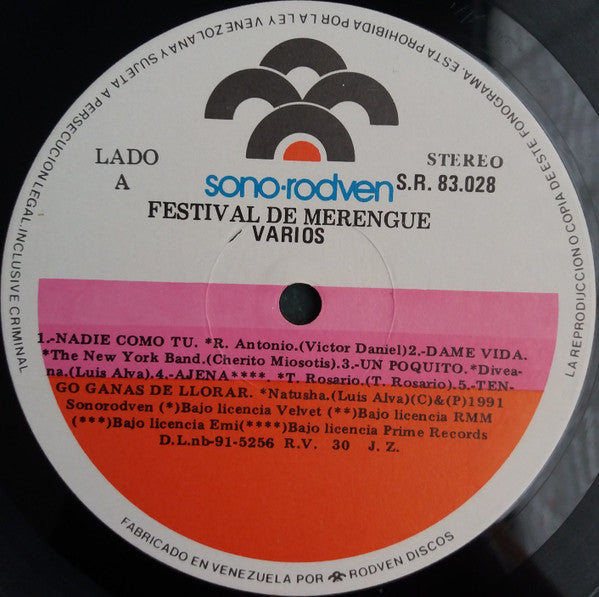 LA REPRODUCCION O COPIA DE ESTE FONOGRAMA. ESTA PROHIBIDA POR LA LEY VENEZOLANA Y SUJETA A PERSECUCION LEGAL. INCLUSIVE CRIMINAL
LADO
A
STEREO
sono·rodven S.R. 83.028
FESTIVAL DE MERENGUE
VARIOS
1.-NADIE COMO TU. *R. Antonio.(Victor Daniel)2.-DAME VIDA.
*The New York Band.(Cherito Miosotis).3-UN POQUITO. *Divea-
na.(Luis Alva).4.-AJENA****. *T. Rosario.(T. Rosario).5.-TEN-
GO GANAS DE LLORAR. *Natusha.(Luis Alva)(C)&(P)1991
Sonorodven (*)Bajo licencia Velvet (**)Bajo licencia RMM
(***)Bajo licencia Emi(****)Bajo licencia Prime Records
D.L.nb-91-5256 R.V. 30 J. Z.
FABRICADO EN VENEZUELA POR RODVEN DISCOS